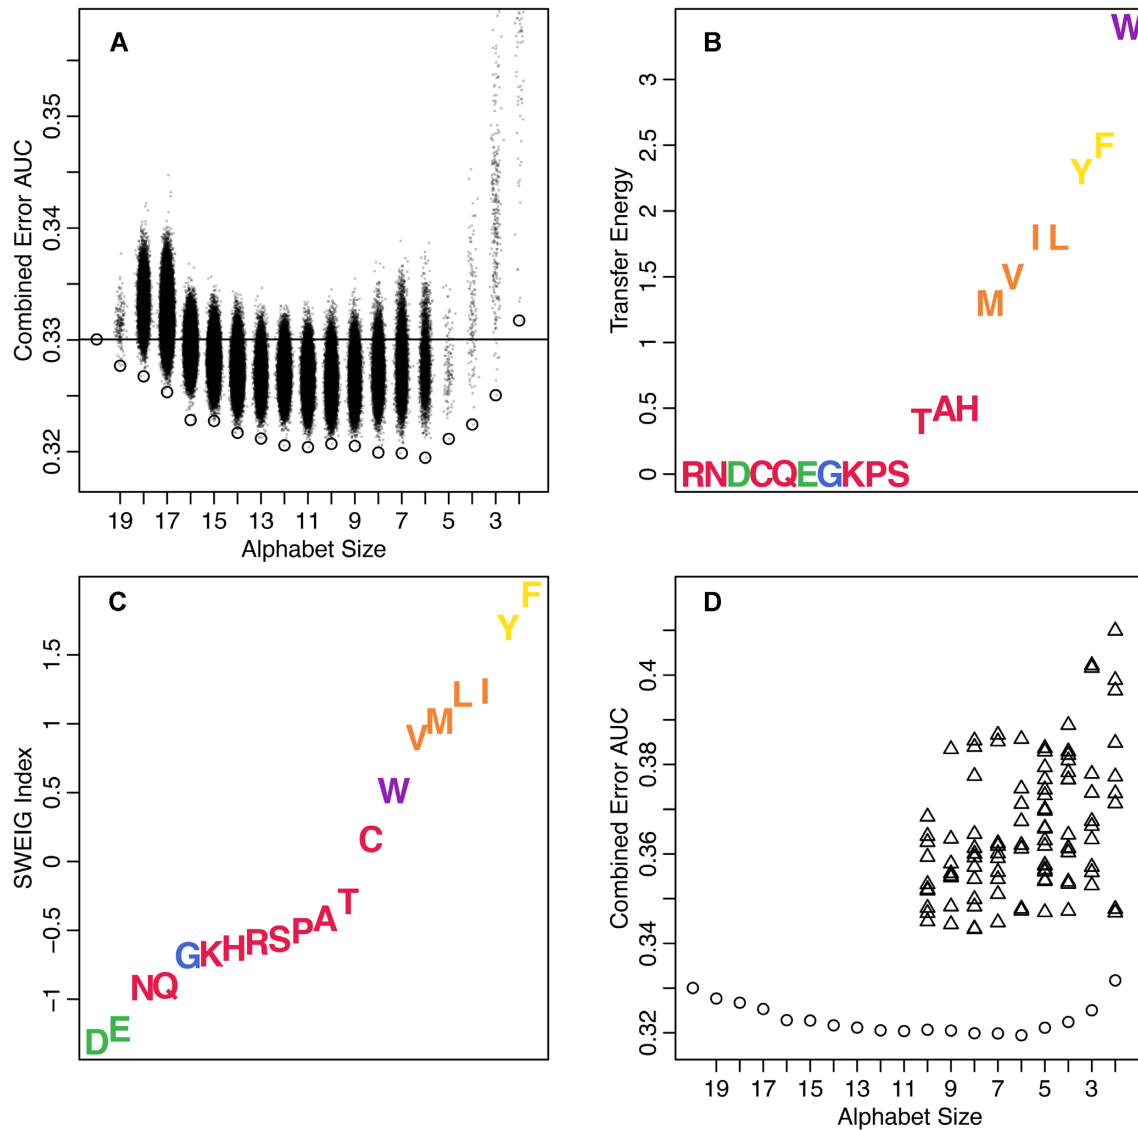 A
Combined Error AUC
0.35
0.34
0.33
0.32
19 17 15 13 11 9 7 5 3
Alphabet Size
B
Transfer Energy
3
2.5
2
1.5
1
0.5
0
W
F
Y
I L
V
M
TAH
RNDCQEGKPS
C
SWEIG Index
1.5
1
0.5
0
−0.5
−1
F
Y
L I
VM
W
C
GKHRSPAT
NQ
DE
D
Combined Error AUC
0.4
0.38
0.36
0.34
0.32
19 17 15 13 11 9 7 5 3
Alphabet Size